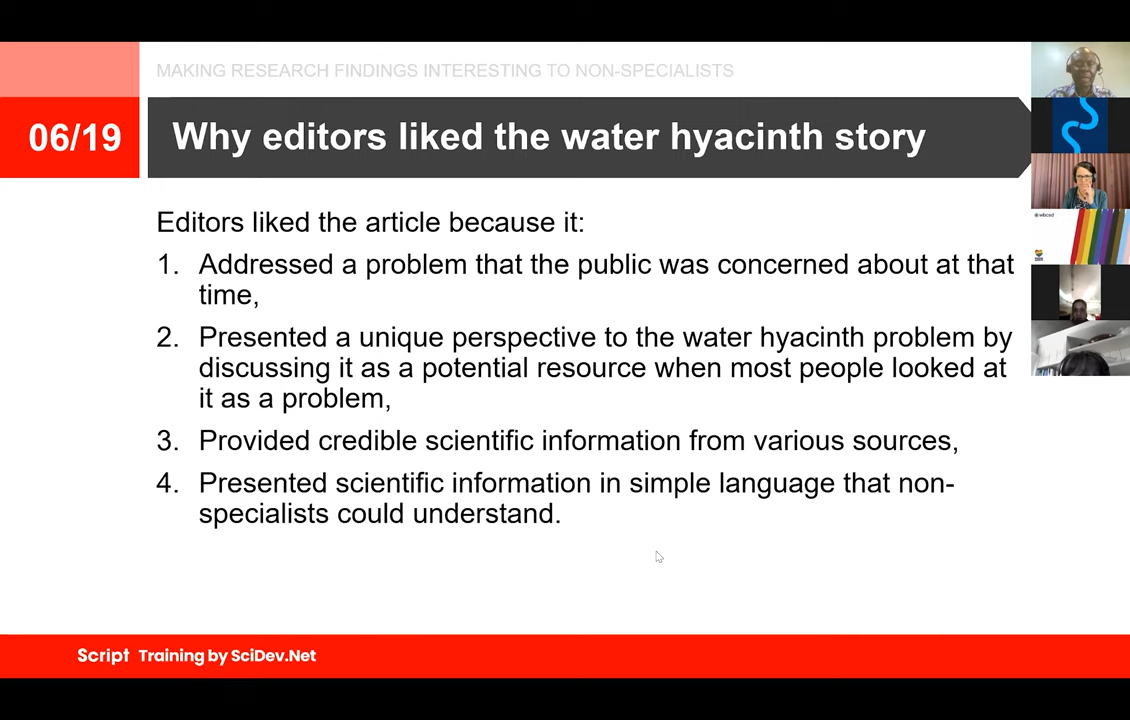 MAKING RESEARCH FINDINGS INTERESTING TO NON-SPECIALISTS
06/19
Why editors liked the water hyacinth story
Editors liked the article because it:
1. Addressed a problem that the public was concerned about at that
time,
2. Presented a unique perspective to the water hyacinth problem by
discussing it as a potential resource when most people looked at
it as a problem,
3. Provided credible scientific information from various sources,
4. Presented scientific information in simple language that non-
specialists could understand.
wbcsd
Script Training by SciDev.Net